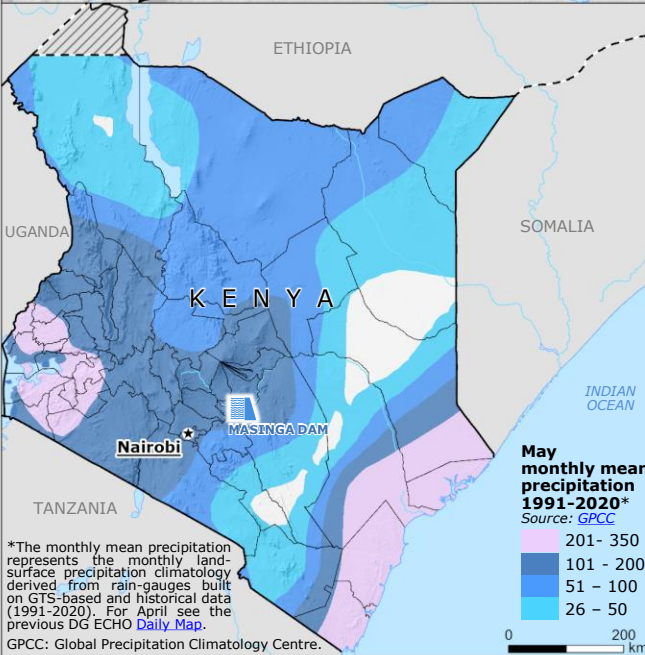 ETHIOPIA
UGANDA
SOMALIA
K E N Y A
INDIAN
OCEAN
MASINGA DAM
Nairobi
TANZANIA
May
monthly mean
precipitation
1991-2020*
Source: GPCC
201- 350
101 - 200
51 – 100
26 – 50
*The monthly mean precipitation
represents the monthly land-
surface precipitation climatology
derived from rain-gauges built
on GTS-based and historical data
(1991-2020). For April see the
previous DG ECHO Daily Map.
GPCC: Global Precipitation Climatology Centre.
0 200
km